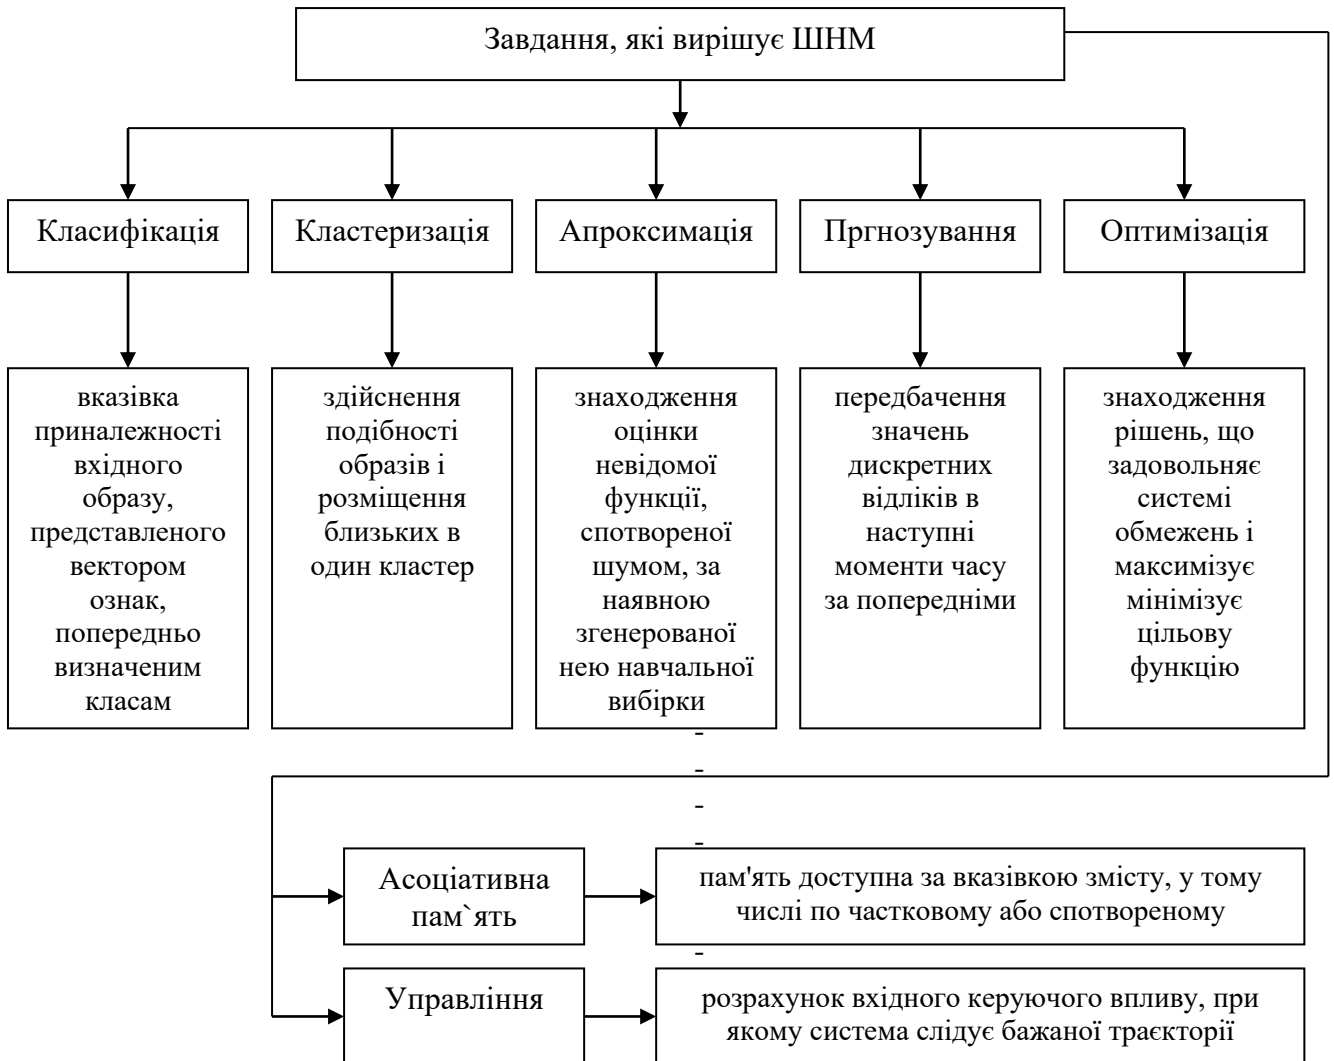 Завдання, які вирішує ШНМ
Класифікація
Кластеризація
Апроксимація
Пргнозування
Оптимізація
вказівка
приналежності
вхідного
образу,
представленого
вектором
ознак,
попередньо
визначеним
класам
здійснення
подібності
образів і
розміщення
близьких в
один кластер
знаходження
оцінки
невідомої
функції,
спотвореної
шумом, за
наявною
згенерованої
нею навчальної
вибірки
передбачення
значень
дискретних
відліків в
наступні
моменти часу
за попередніми
знаходження
рішень, що
задовольняє
системі
обмежень і
максимізує
мінімізує
цільову
функцію
-
-
-
-
Асоціативна
пам`ять
пам'ять доступна за вказівкою змісту, у тому
числі по частковому або спотвореному
-
Управління
розрахунок вхідного керуючого впливу, при
якому система слідує бажаної траєкторії